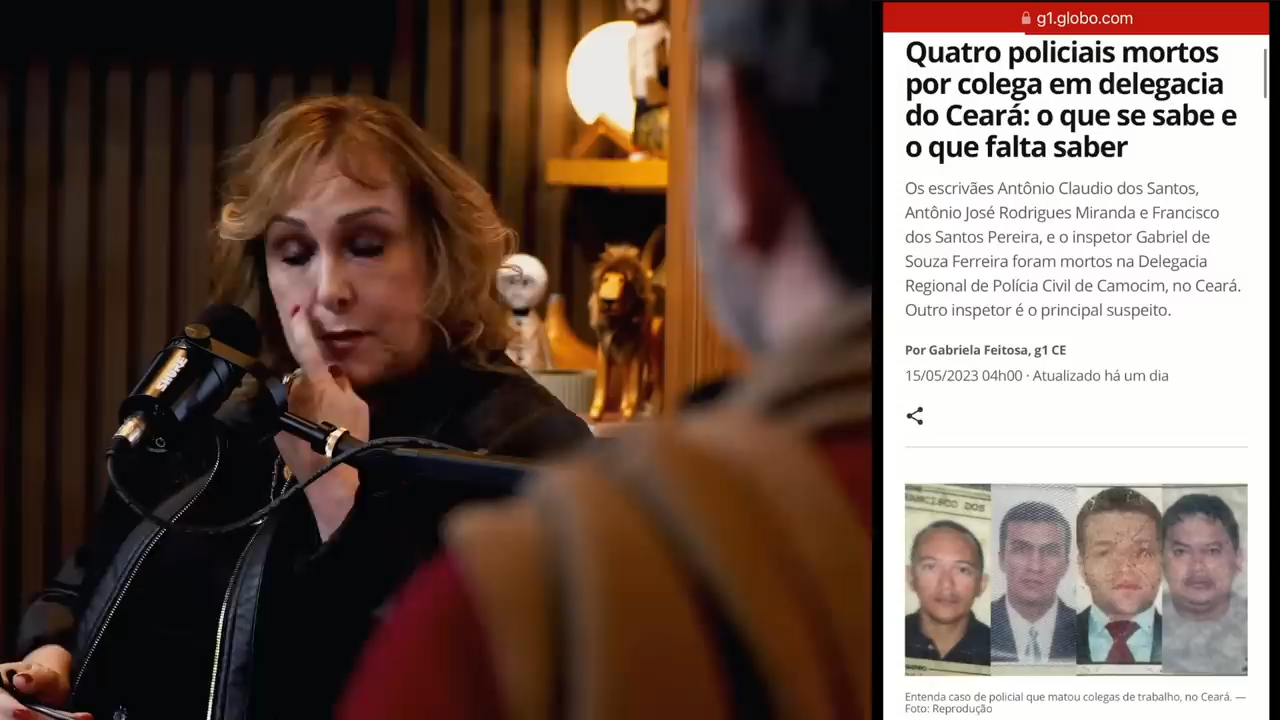 SHURE
g1.globo.com
Quatro policiais mortos
por colega em delegacia
do Ceará: o que se sabe e
o que falta saber
Os escrivães Antônio Claudio dos Santos,
Antônio José Rodrigues Miranda e Francisco
dos Santos Pereira, e o inspetor Gabriel de
Souza Ferreira foram mortos na Delegacia
Regional de Polícia Civil de Camocim, no Ceará.
Outro inspetor é o principal suspeito.
Por Gabriela Feitosa, g1 CE
15/05/2023 04h00 · Atualizado há um dia
DOS
Entenda caso de policial que matou colegas de trabalho, no Ceará. —
Foto: Reprodução